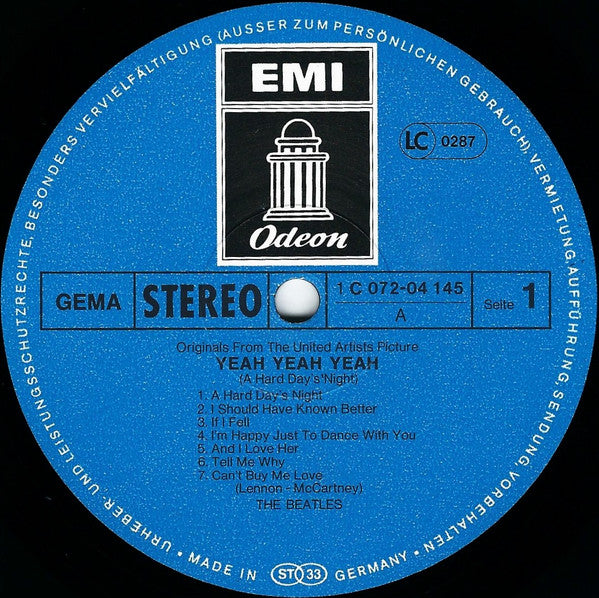 URHEBER- UND LEISTUNGSSCHUTZRECHTE, BESONDERS VERVIELFÄLTIGUNG (AUSSER ZUM PERSÖNLICHEN GEBRAUCH), VERMIETUNG, AUFFÜHRUNG, SENDUNG VORBEHALTEN
EMI
Odeon
LC 0287
GEMA
STEREO
1 C 072-04 145
A
Seite 1
Originals From The United Artists Picture
YEAH YEAH YEAH
(A Hard Day's Night)
1. A Hard Day's Night
2. I Should Have Known Better
3. If I Fell
4. I'm Happy Just To Dance With You
5. And I Love Her
6. Tell Me Why
7. Can't Buy Me Love
(Lennon - McCartney)
THE BEATLES
• MADE IN ST 33 GERMANY •